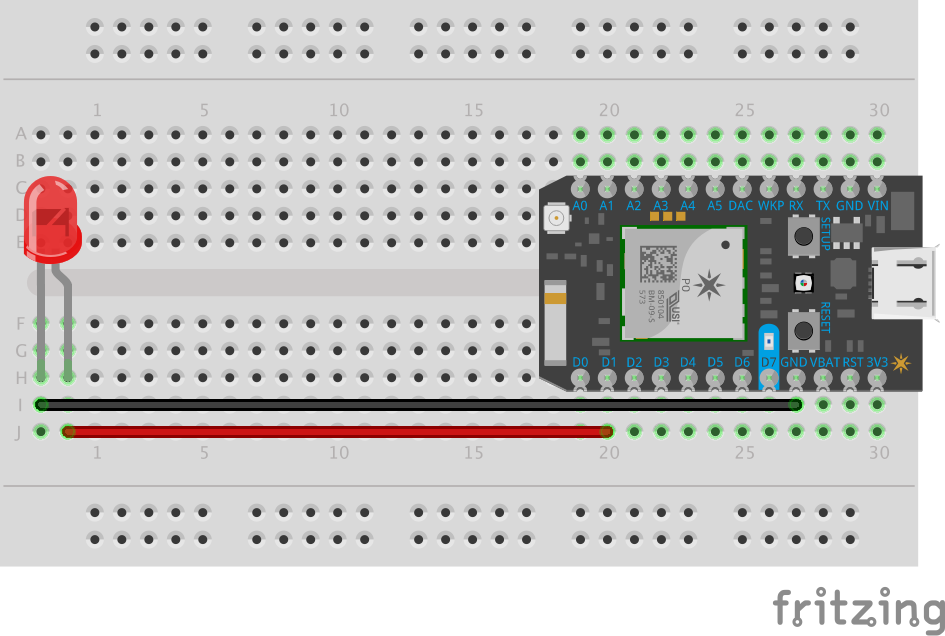 1 5 10 15 20 25 30
A
B
C
A0 A1 A2 A3 A4 A5 DAC WKP RX TX GND VIN
D
SETUP
E
P0
850104
BM-09-5
573
USI
RESET
F
G
D0 D1 D2 D3 D4 D5 D6 D7 GND VBAT RST 3V3
H
I
J
1 5 10 15 20 25 30
fritzing